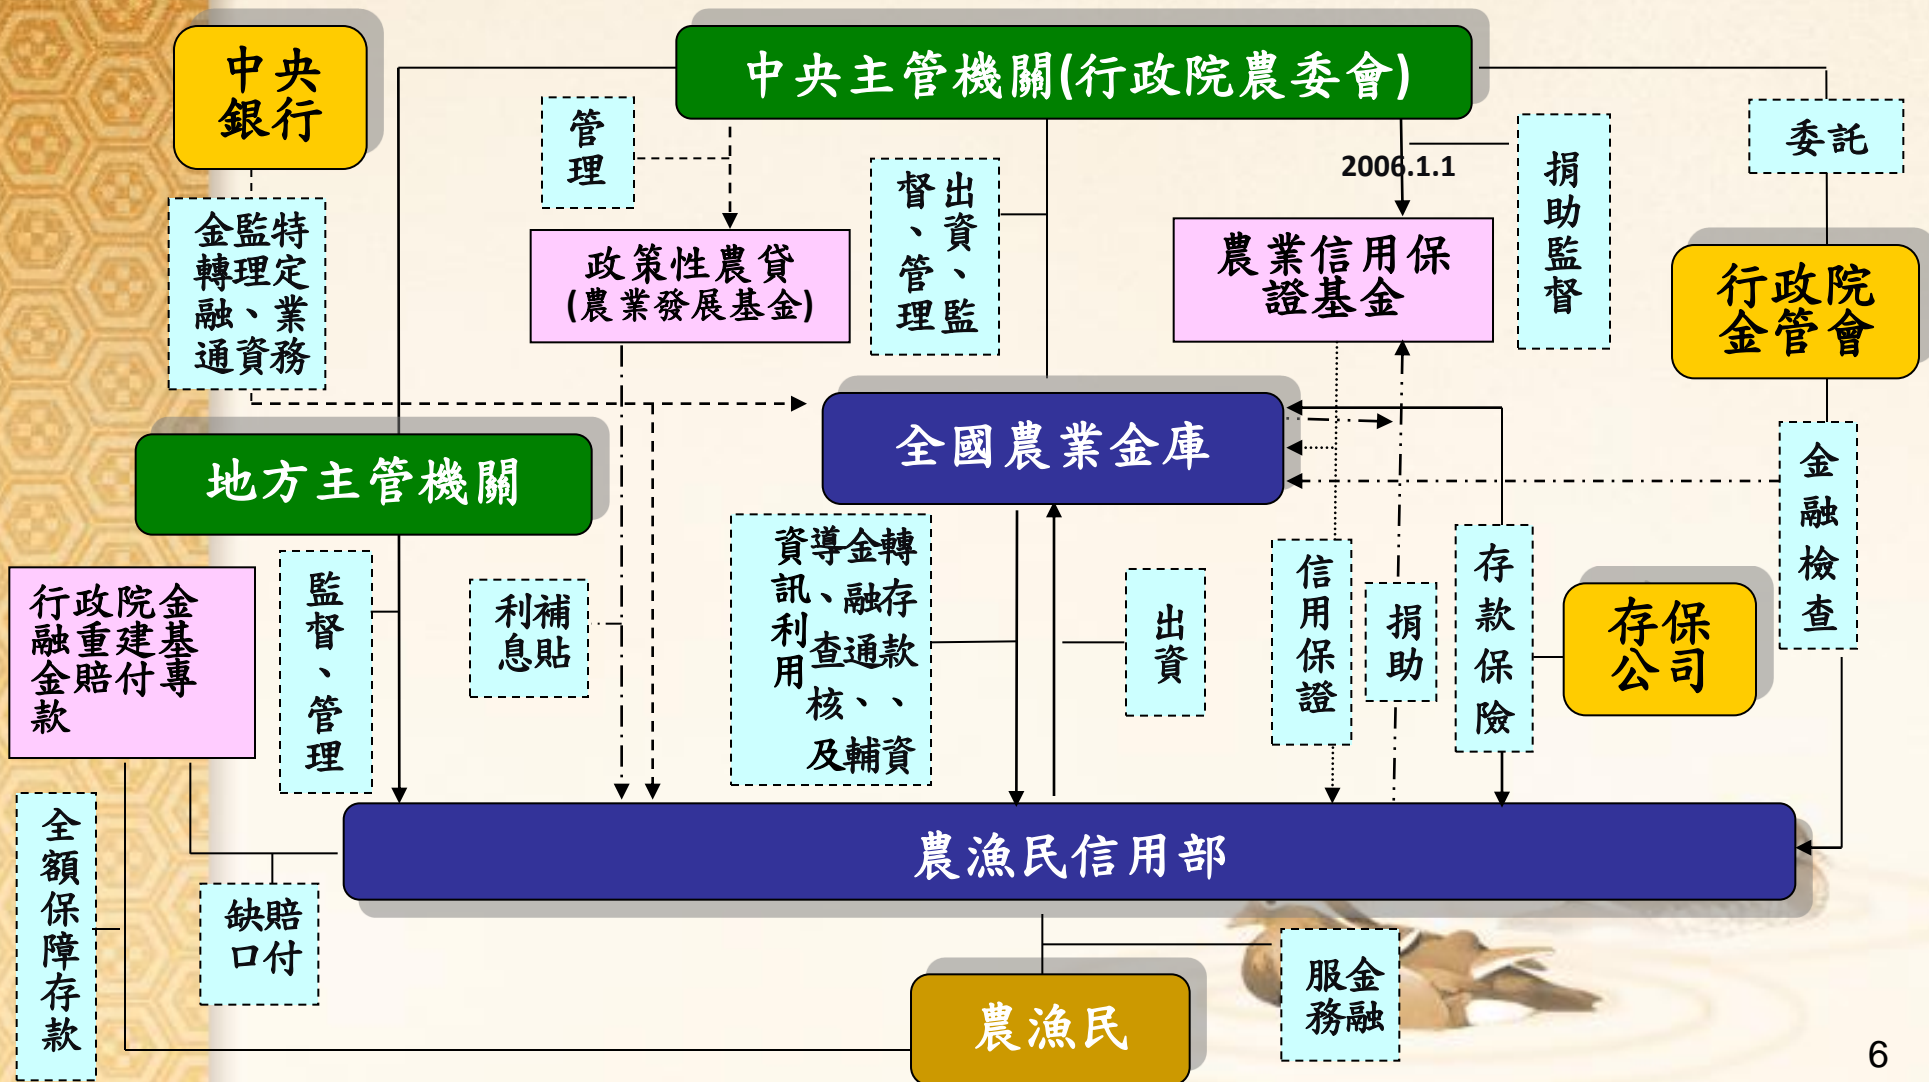 中央
銀行
中央主管機關(行政院農委會)
管理
委託
2006.1.1
捐助監督
出資、監
督、管理
特定業務
監理、資
金轉融通
政策性農貸
(農業發展基金)
農業信用保
證基金
行政院
金管會
全國農業金庫
地方主管機關
金融檢查
行政院金
融重建基
金賠付專
款
監督、管理
補貼
利息
轉存款、資
金融通、輔
導、查核及
資訊利用
出資
信用保證
捐助
存款保險
存保
公司
全額保障存款
賠付
缺口
農漁民信用部
農漁民
金融
服務
6